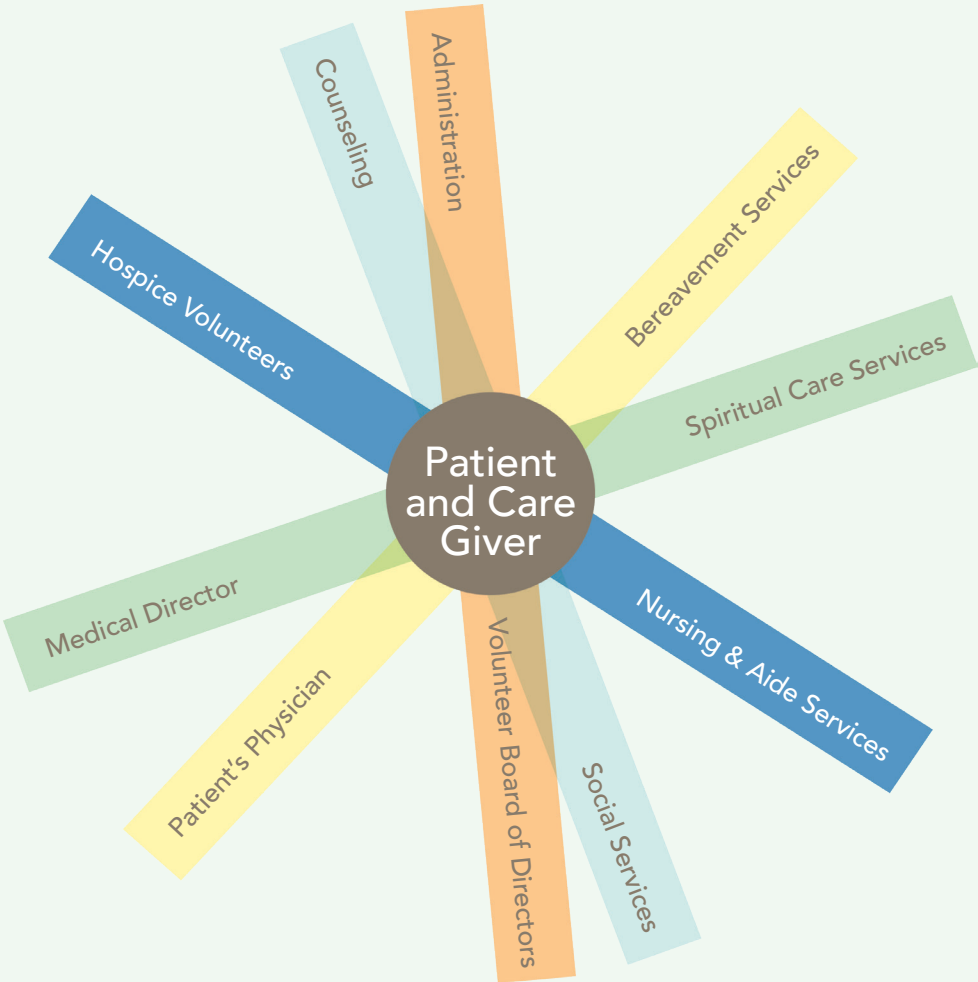 Counseling
Administration
Bereavement Services
Hospice Volunteers
Spiritual Care Services
Patient
and Care
Giver
Medical Director
Nursing & Aide Services
Patient’s Physician
Volunteer Board of Directors
Social Services